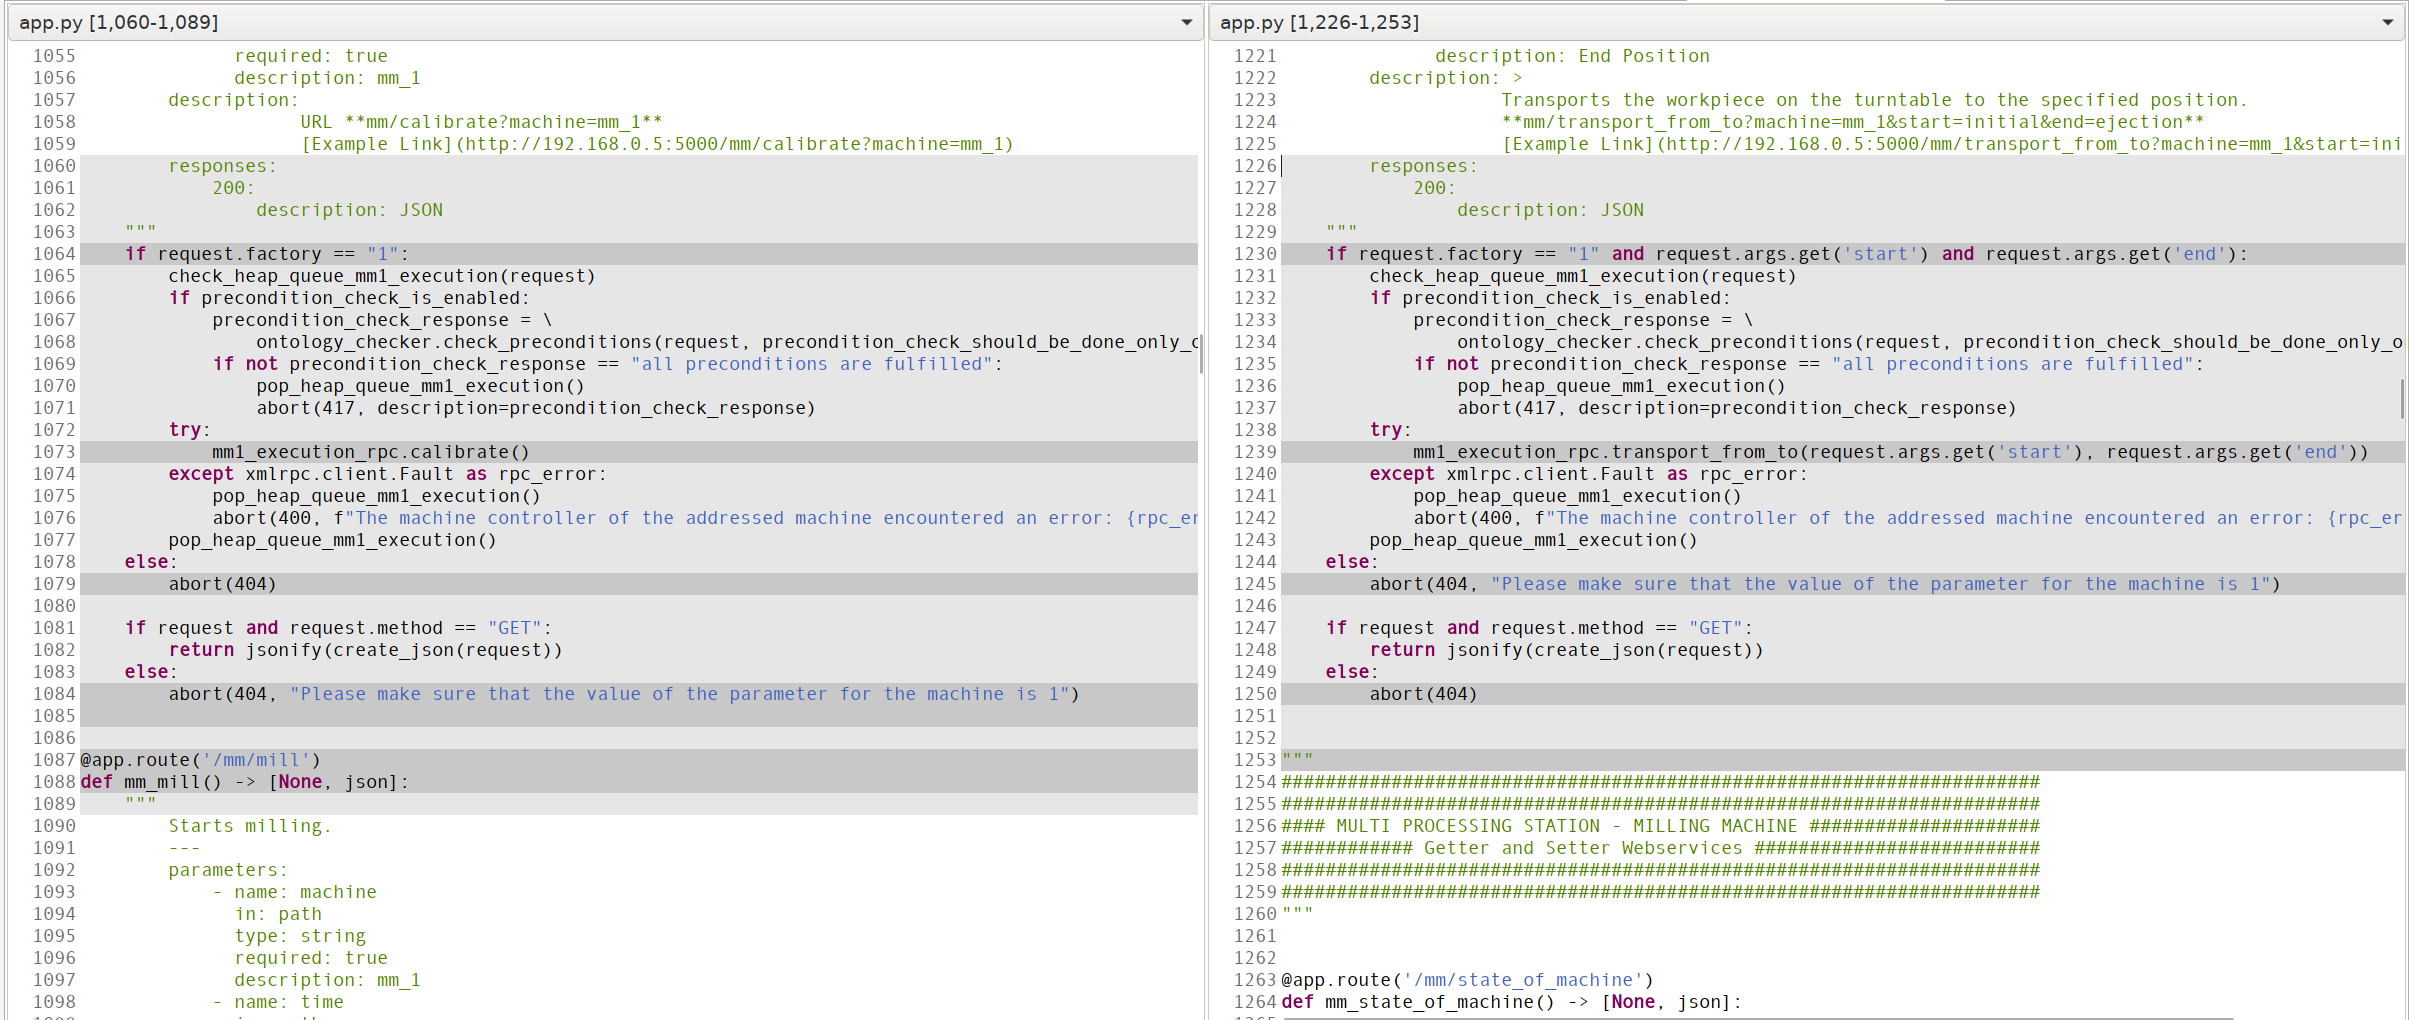 app.py [1,060-1,089]
1055 required: true
1056 description: mm_1
1057 description:
1058 URL **mm/calibrate?machine=mm_1**
1059 [Example Link](http://192.168.0.5:5000/mm/calibrate?machine=mm_1)
1060 responses:
1061 200:
1062 description: JSON
1063 """
1064 if request.factory == "1":
1065 check_heap_queue_mm1_execution(request)
1066 if precondition_check_is_enabled:
1067 precondition_check_response = \
1068 ontology_checker.check_preconditions(request, precondition_check_should_be_done_only_c
1069 if not precondition_check_response == "all preconditions are fulfilled":
1070 pop_heap_queue_mm1_execution()
1071 abort(417, description=precondition_check_response)
1072 try:
1073 mm1_execution_rpc.calibrate()
1074 except xmlrpc.client.Fault as rpc_error:
1075 pop_heap_queue_mm1_execution()
1076 abort(400, f"The machine controller of the addressed machine encountered an error: {rpc_er
1077 pop_heap_queue_mm1_execution()
1078 else:
1079 abort(404)
1080
1081 if request and request.method == "GET":
1082 return jsonify(create_json(request))
1083 else:
1084 abort(404, "Please make sure that the value of the parameter for the machine is 1")
1085
1086
1087 @app.route('/mm/mill')
1088 def mm_mill() -> [None, json]:
1089 """
1090 Starts milling.
1091 ---
1092 parameters:
1093 - name: machine
1094 in: path
1095 type: string
1096 required: true
1097 description: mm_1
1098 - name: time
app.py [1,226-1,253]
1221 description: End Position
1222 description: >
1223 Transports the workpiece on the turntable to the specified position.
1224 **mm/transport_from_to?machine=mm_1&start=initial&end=ejection**
1225 [Example Link](http://192.168.0.5:5000/mm/transport_from_to?machine=mm_1&start=ini
1226 responses:
1227 200:
1228 description: JSON
1229 """
1230 if request.factory == "1" and request.args.get('start') and request.args.get('end'):
1231 check_heap_queue_mm1_execution(request)
1232 if precondition_check_is_enabled:
1233 precondition_check_response = \
1234 ontology_checker.check_preconditions(request, precondition_check_should_be_done_only_o
1235 if not precondition_check_response == "all preconditions are fulfilled":
1236 pop_heap_queue_mm1_execution()
1237 abort(417, description=precondition_check_response)
1238 try:
1239 mm1_execution_rpc.transport_from_to(request.args.get('start'), request.args.get('end'))
1240 except xmlrpc.client.Fault as rpc_error:
1241 pop_heap_queue_mm1_execution()
1242 abort(400, f"The machine controller of the addressed machine encountered an error: {rpc_er
1243 pop_heap_queue_mm1_execution()
1244 else:
1245 abort(404, "Please make sure that the value of the parameter for the machine is 1")
1246
1247 if request and request.method == "GET":
1248 return jsonify(create_json(request))
1249 else:
1250 abort(404)
1251
1252
1253 """
1254 #####################################################################
1255 #####################################################################
1256 #### MULTI PROCESSING STATION - MILLING MACHINE #####################
1257 ############ Getter and Setter Webservices ##########################
1258 #####################################################################
1259 #####################################################################
1260 """
1261
1262
1263 @app.route('/mm/state_of_machine')
1264 def mm_state_of_machine() -> [None, json]: